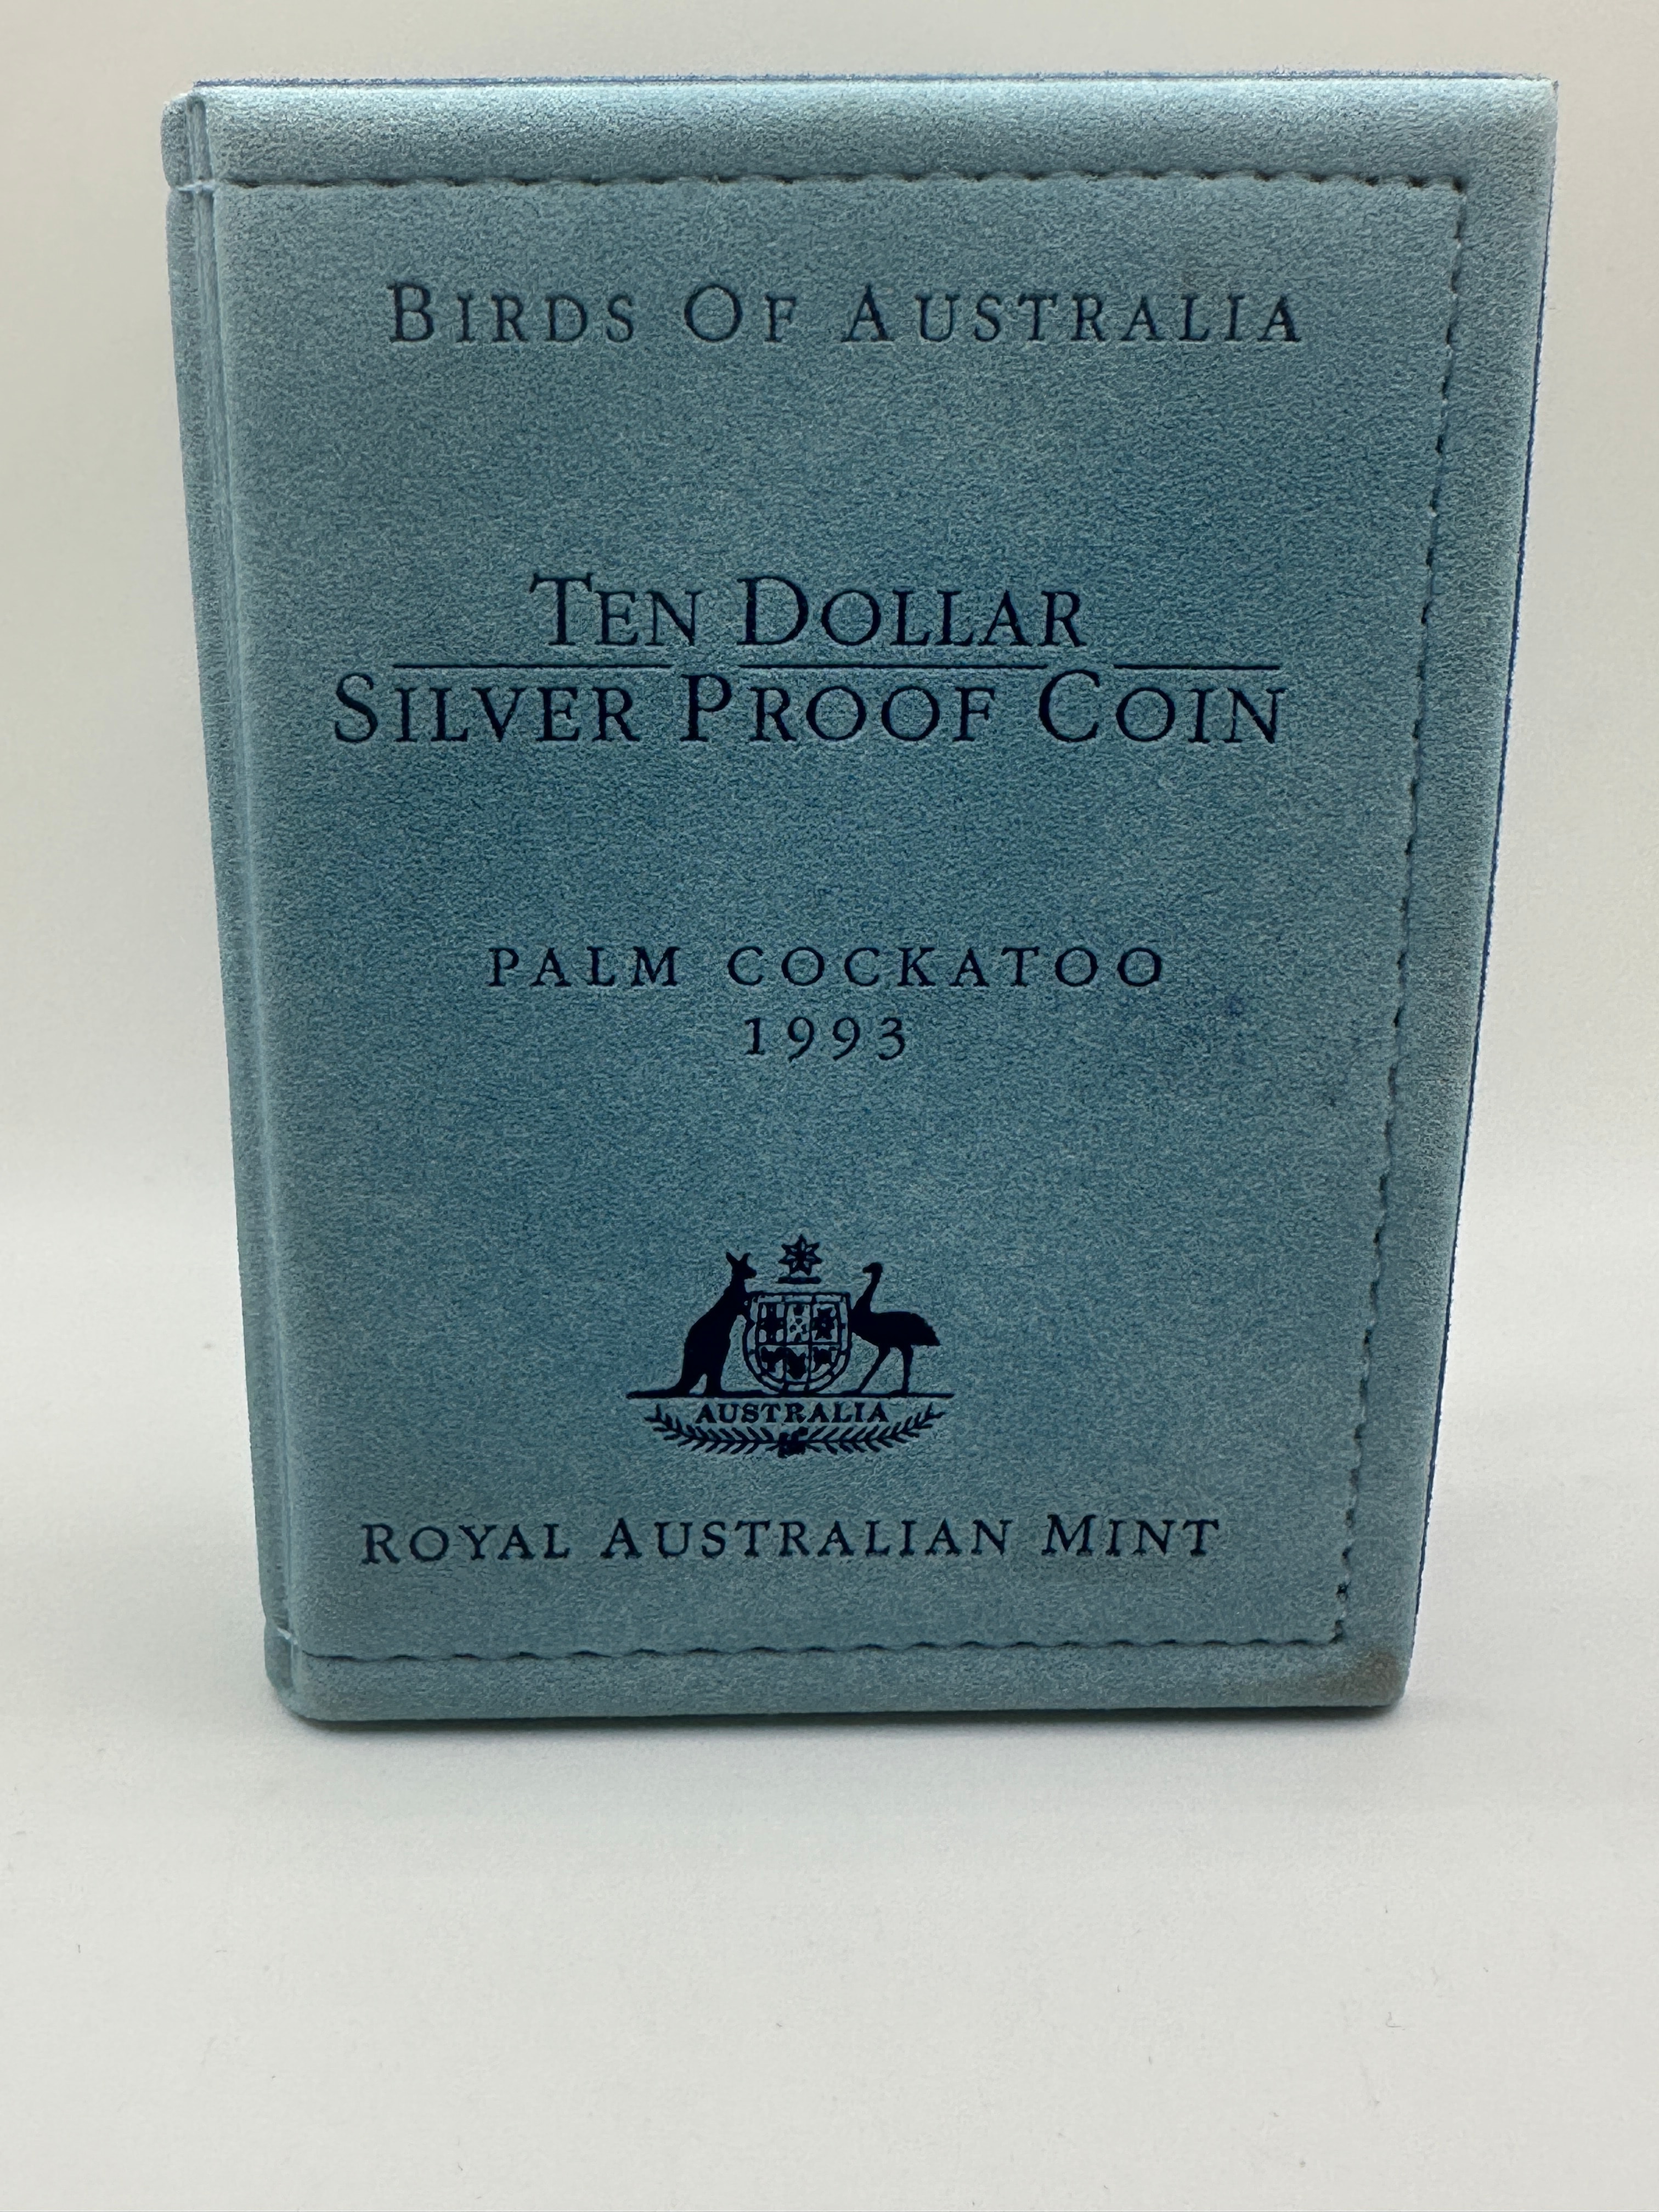 BIRDS OF AUSTRALIA
TEN DOLLAR
SILVER PROOF COIN
PALM COCKATOO
1993
AUSTRALIA
ROYAL AUSTRALIAN MINT